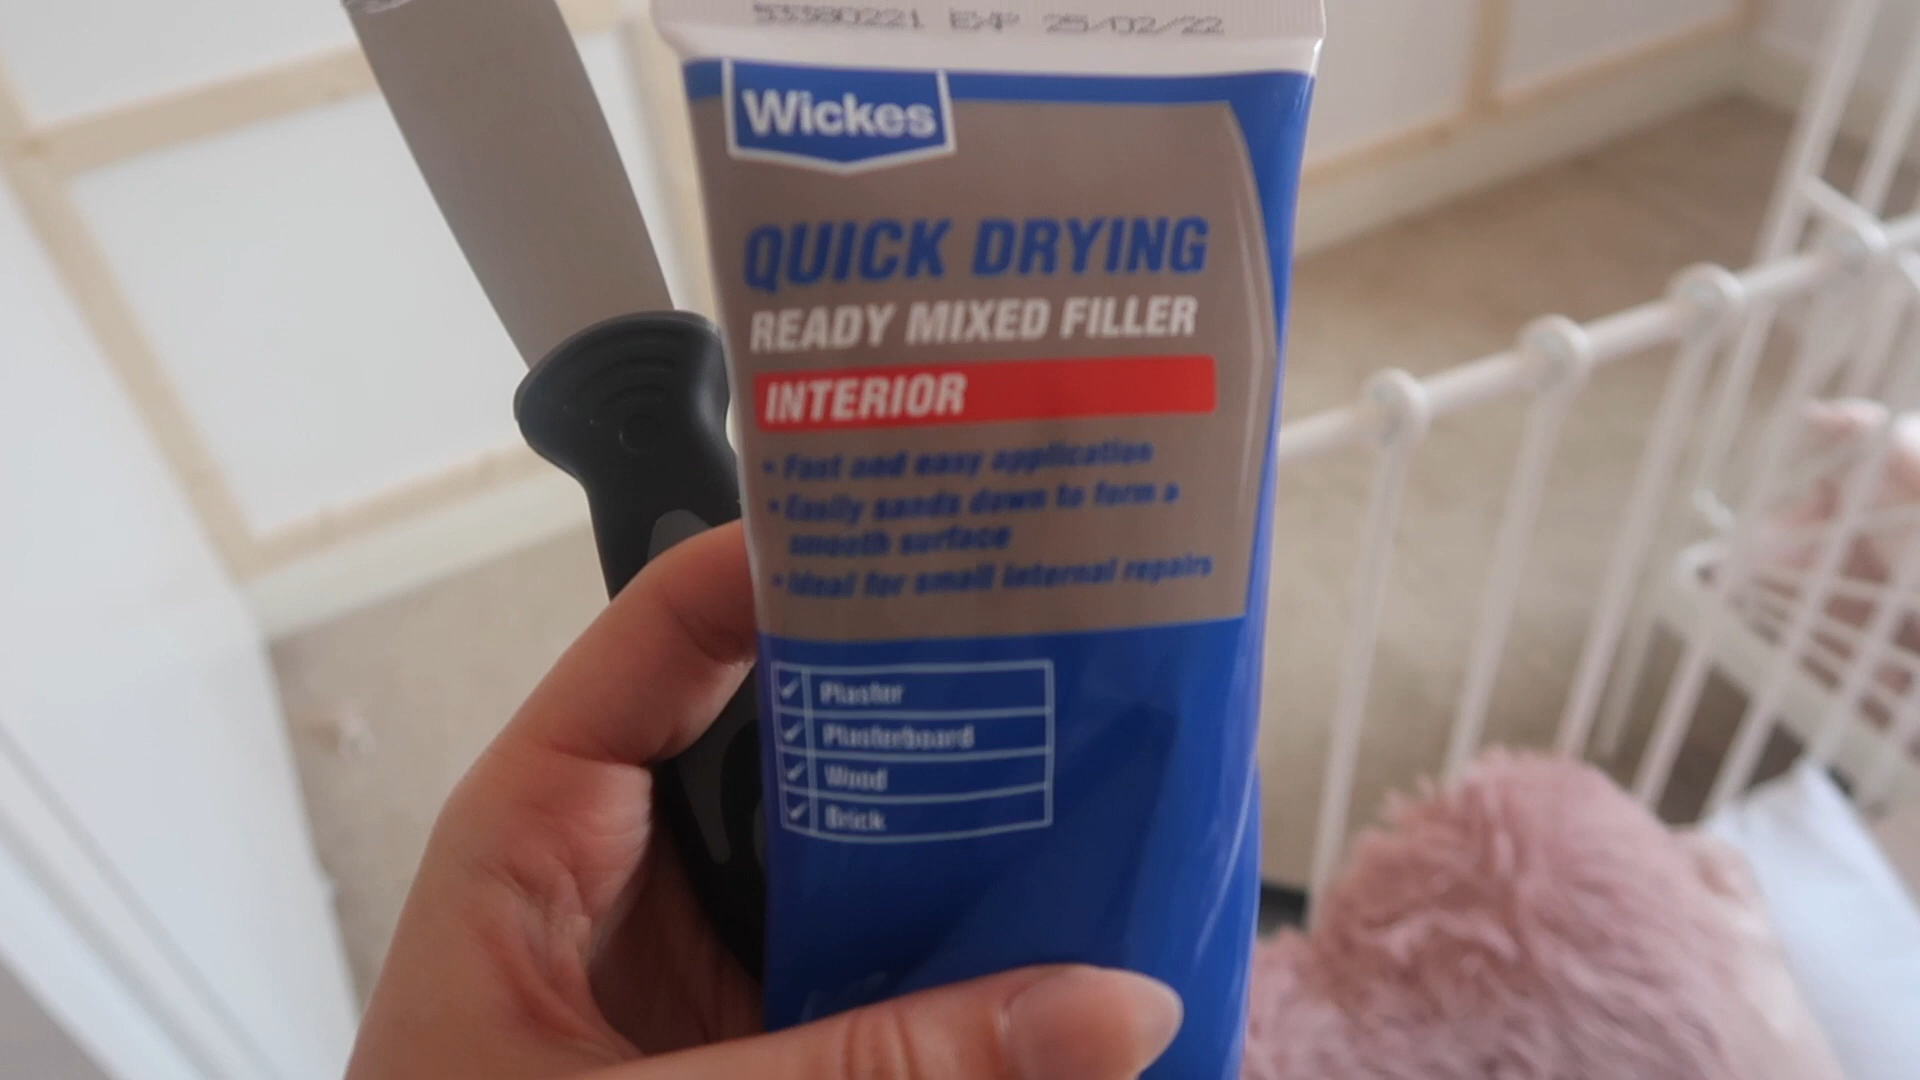 53380221 EXP 25/02/22
Wickes
QUICK DRYING
READY MIXED FILLER
INTERIOR
• Fast and easy application
• Easily sands down to form a
smooth surface
• Ideal for small internal repairs
✓ Plaster
✓ Plasterboard
✓ Wood
✓ Brick